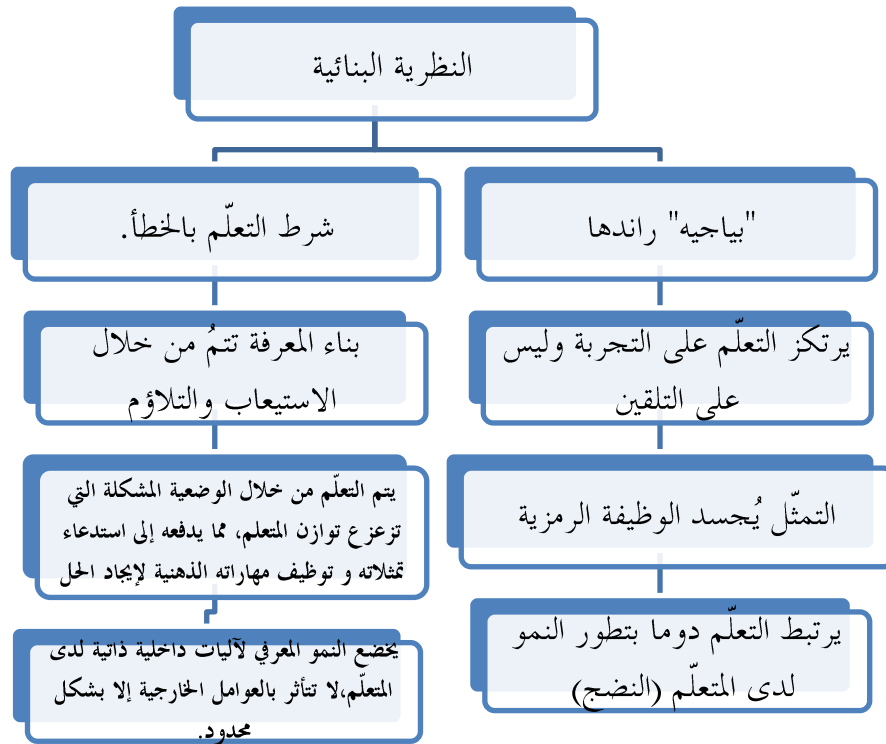 النظرية البنائية
"بياجيه" راندها
يرتكز التعلّم على التجربة وليس
على التلقين
التمثّل يُجسد الوظيفة الرمزية
يرتبط التعلّم دوما بتطور النمو
لدى المتعلّم (النضج)
شرط التعلّم بالخطأ.
بناء المعرفة تتمُ من خلال
الاستيعاب والتلاؤم
يتم التعلّم من خلال الوضعية المشكلة التي
تزعزع توازن المتعلم، مما يدفعه إلى استدعاء
تمثلاته و توظيف مهاراته الذهنية لإيجاد الحل
يخضع النمو المعرفي لآليات داخلية ذاتية لدى
المتعلّم،لا تتأثر بالعوامل الخارجية إلا بشكل
محدود.